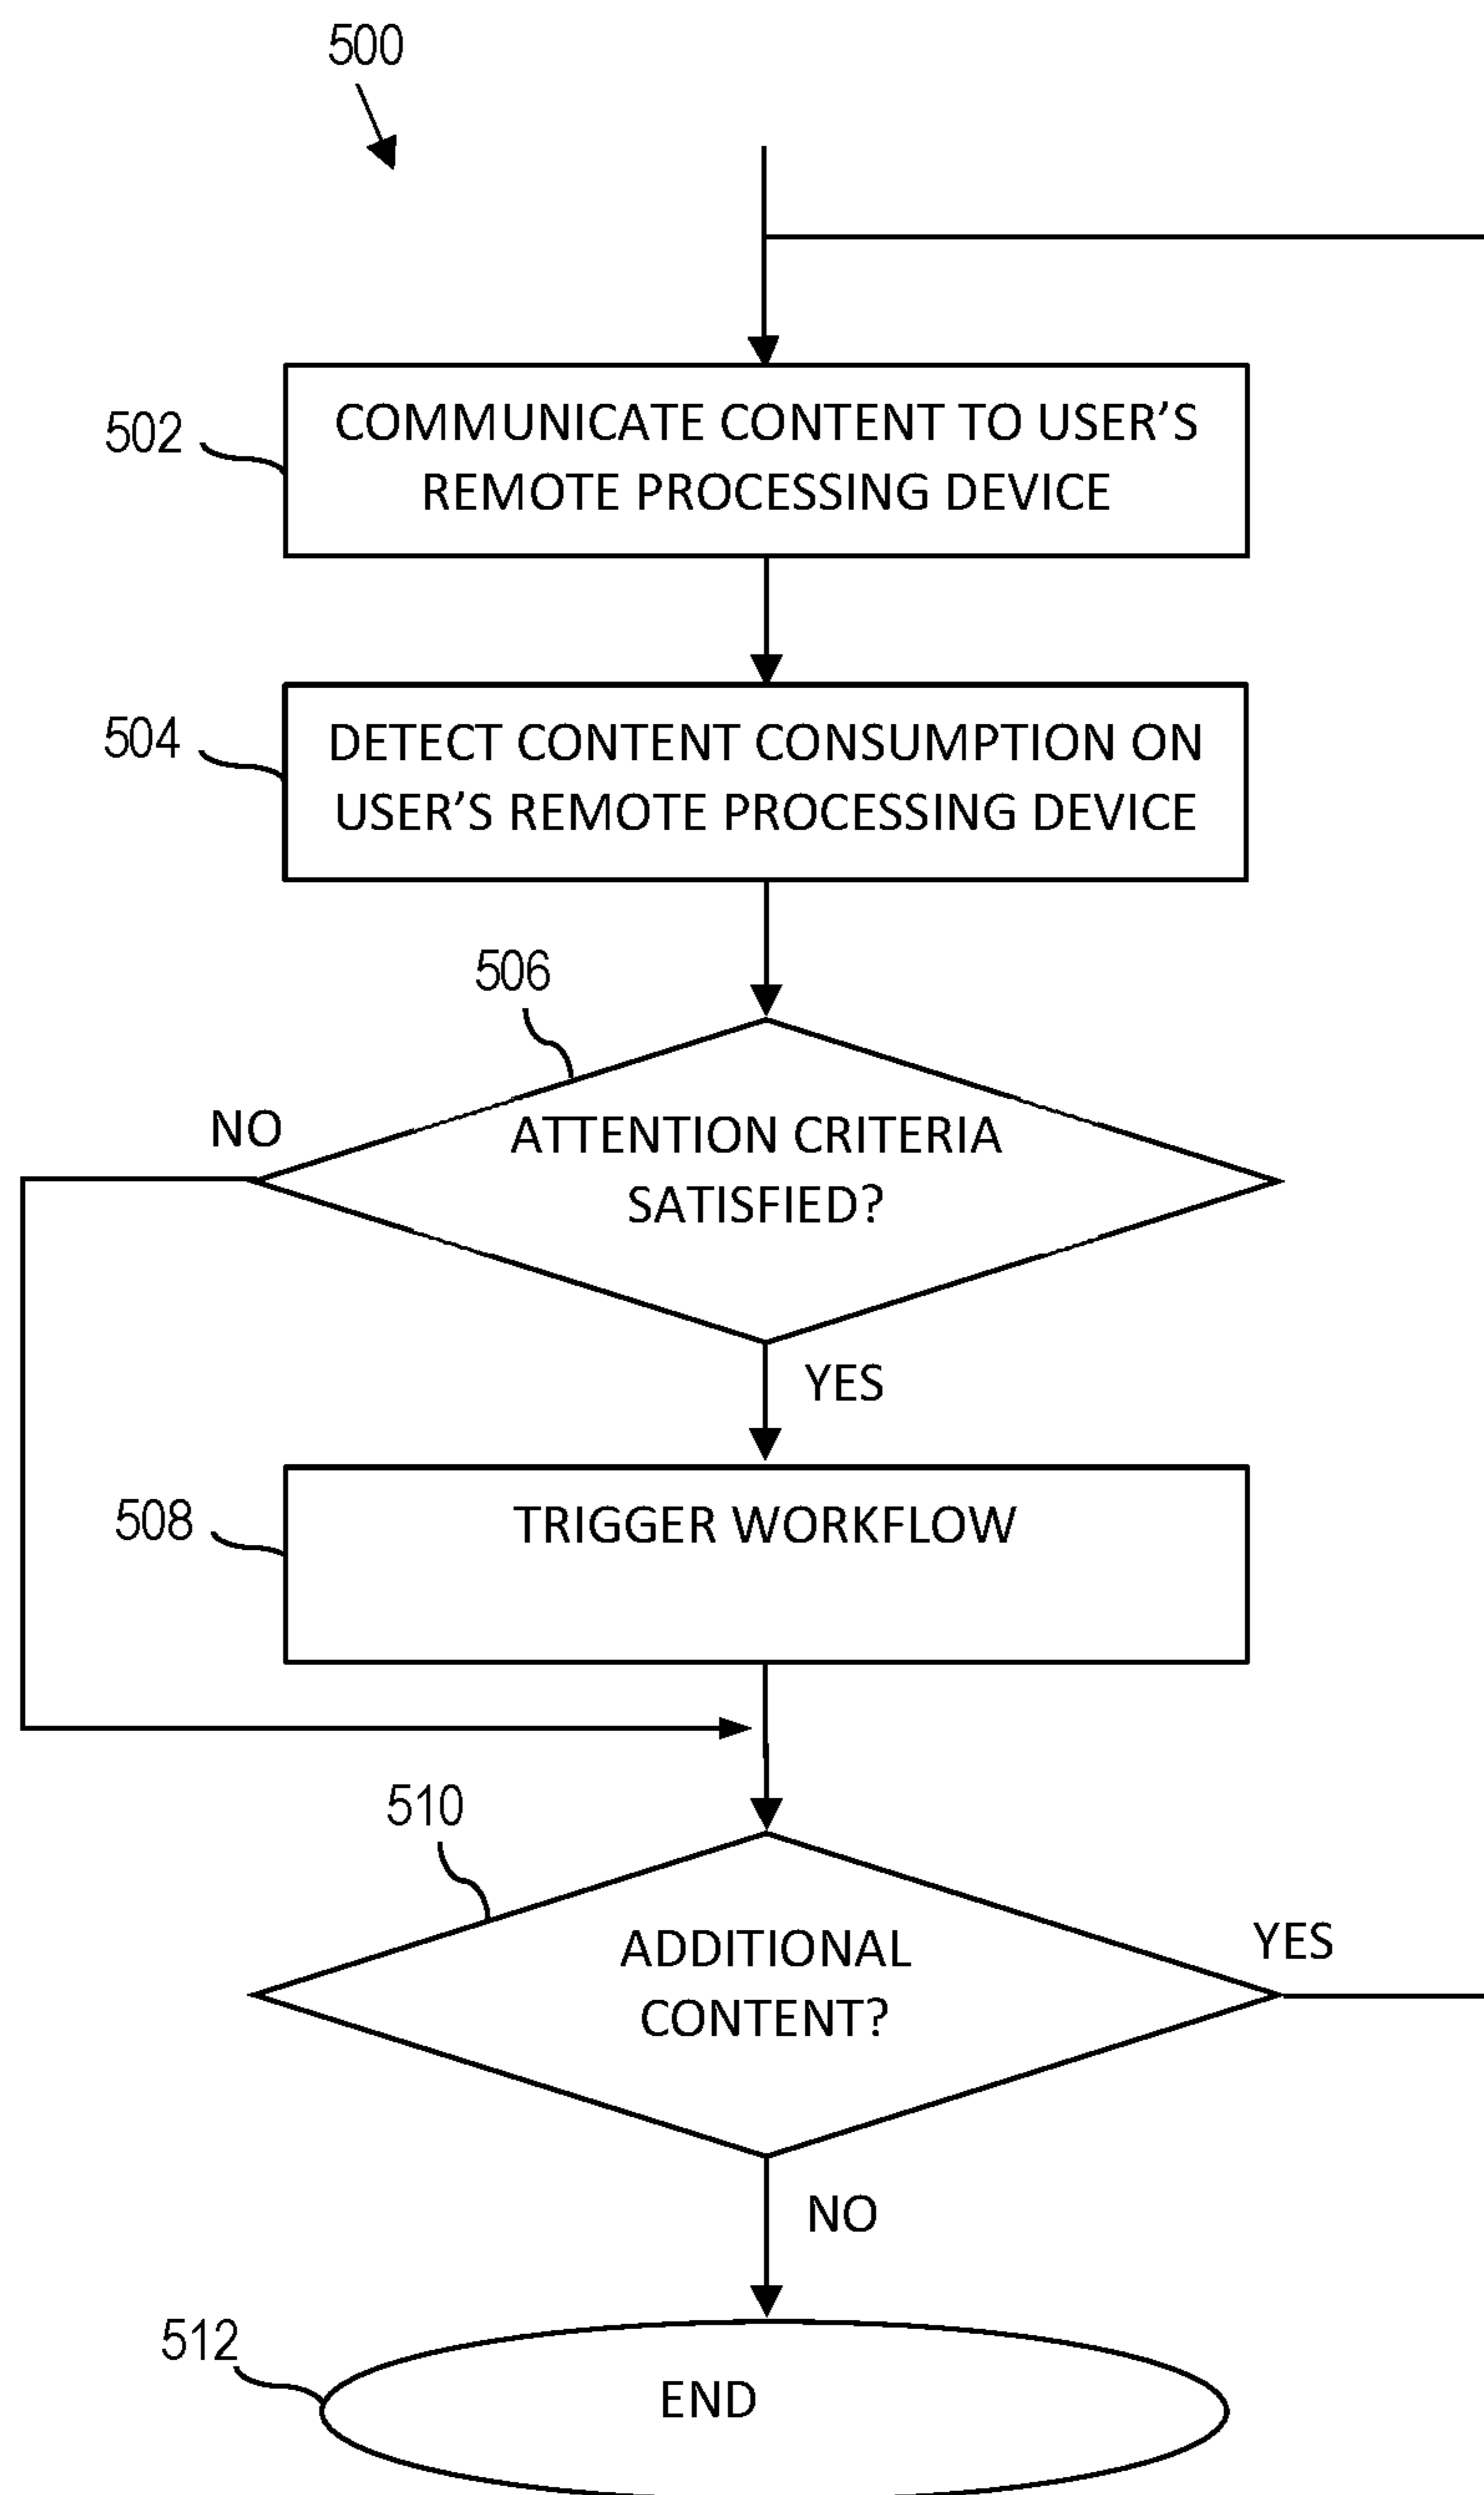 500
502
COMMUNICATE CONTENT TO USER’S
REMOTE PROCESSING DEVICE
504
DETECT CONTENT CONSUMPTION ON
USER’S REMOTE PROCESSING DEVICE
506
NO
ATTENTION CRITERIA
SATISFIED?
YES
508
TRIGGER WORKFLOW
510
ADDITIONAL
CONTENT?
YES
NO
512
END